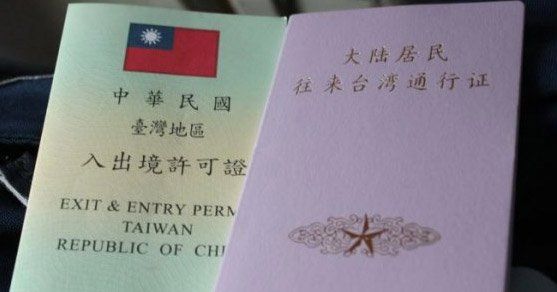 中華民國
臺灣地區
入出境許可證
EXIT & ENTRY PERM
TAIWAN
REPUBLIC OF CHI
大陆居民
往来台湾通行证